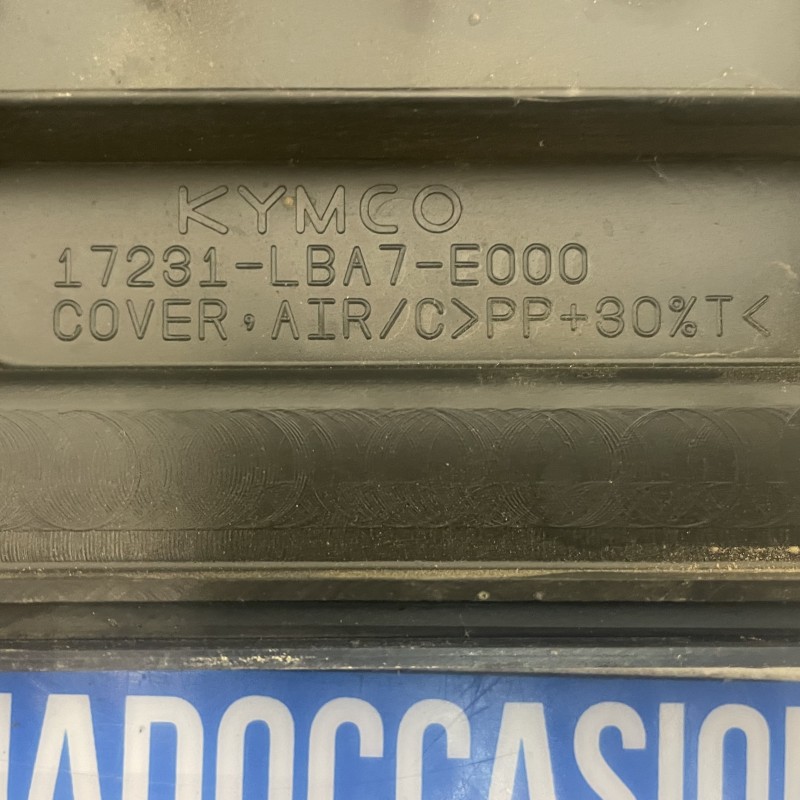 KYMCO
17231-LBA7-E000
COVER,AIR/C>PP+30%T<